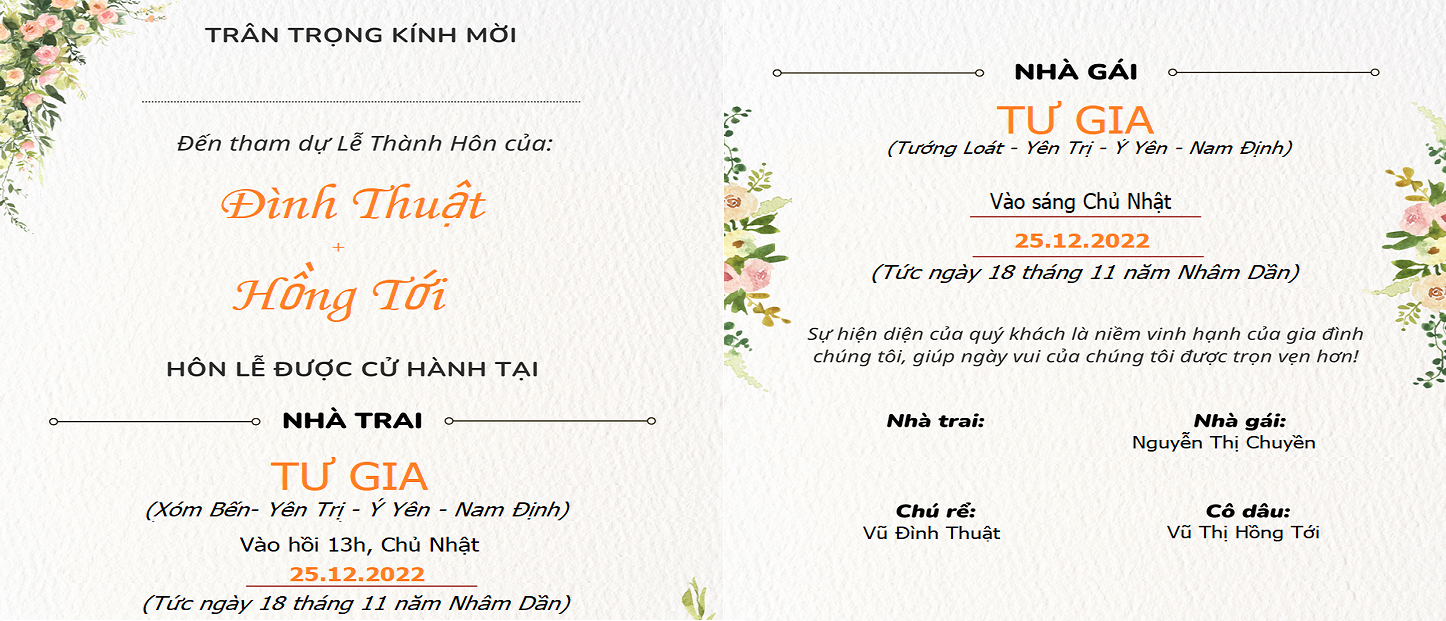 TRÂN TRỌNG KÍNH MỜI
Đến tham dự Lễ Thành Hôn của:
Đình Thuật
+
Hồng Tới
HÔN LỄ ĐƯỢC CỬ HÀNH TẠI
NHÀ TRAI
TƯ GIA
(Xóm Bến- Yên Trị - Ý Yên - Nam Định)
Vào hồi 13h, Chủ Nhật
25.12.2022
(Tức ngày 18 tháng 11 năm Nhâm Dần)
NHÀ GÁI
TƯ GIA
(Tướng Loát - Yên Trị - Ý Yên - Nam Định)
Vào sáng Chủ Nhật
25.12.2022
(Tức ngày 18 tháng 11 năm Nhâm Dần)
Sự hiện diện của quý khách là niềm vinh hạnh của gia đình
chúng tôi, giúp ngày vui của chúng tôi được trọn vẹn hơn!
Nhà trai:
Nhà gái:
Nguyễn Thị Chuyền
Chú rể:
Vũ Đình Thuật
Cô dâu:
Vũ Thị Hồng Tới